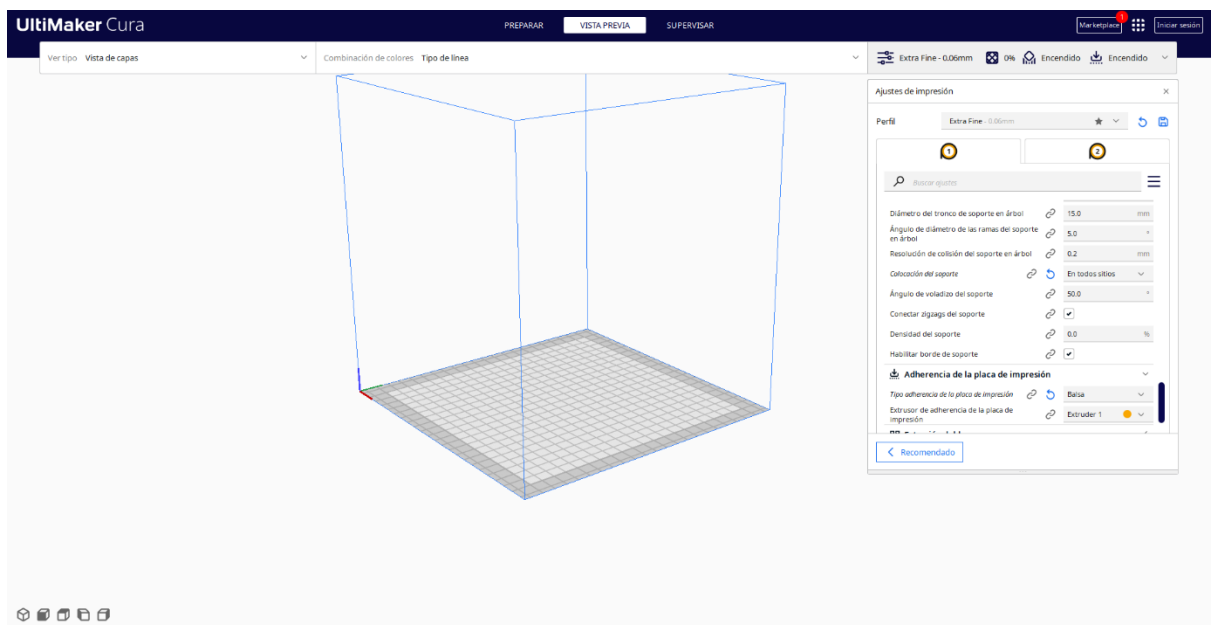 UltiMaker Cura
PREPARAR
VISTA PREVIA
SUPERVISAR
Marketplace
1
Iniciar sesión
Ver tipo Vista de capas
Combinación de colores Tipo de línea
Extra Fine - 0.06mm 0% Encendido Encendido
Ajustes de impresión
Perfil Extra Fine - 0.06mm
1
2
Buscar ajustes
Diámetro del tronco de soporte en árbol 15.0 mm
Ángulo de diámetro de las ramas del soporte
en árbol 5.0 °
Resolución de colisión del soporte en árbol 0.2 mm
Colocación del soporte En todos sitios
Ángulo de voladizo del soporte 50.0 °
Conectar zigzags del soporte
Densidad del soporte 0.0 %
Habilitar borde de soporte
Adherencia de la placa de impresión
Tipo adherencia de la placa de impresión Balsa
Extrusor de adherencia de la placa de
impresión Extruder 1
Recomendado